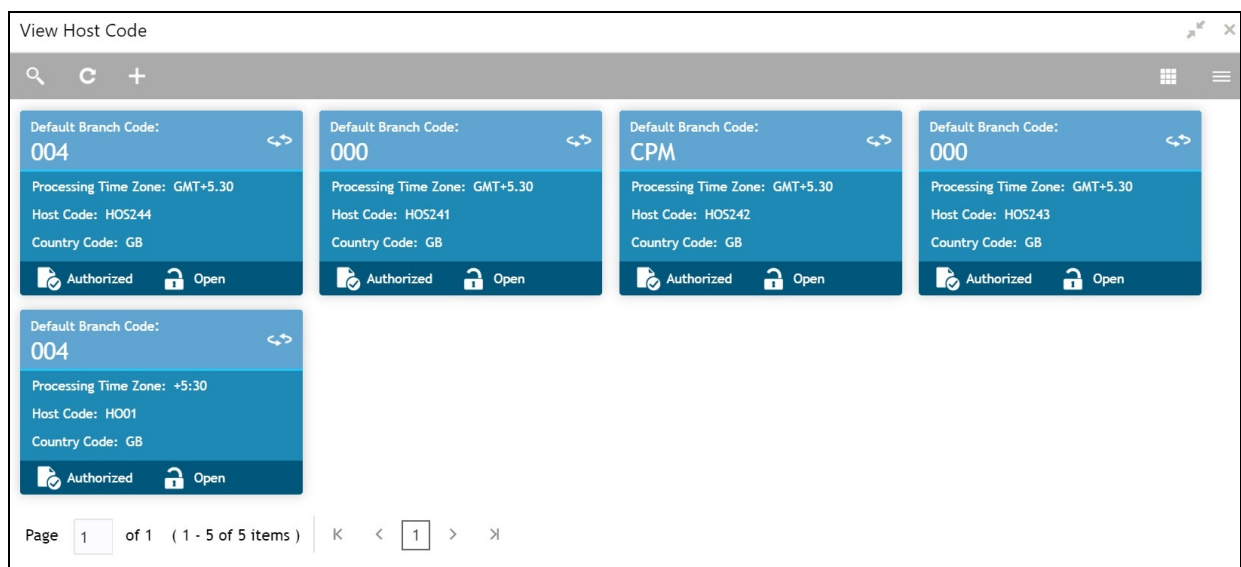 View Host Code
Default Branch Code:
004
Processing Time Zone: GMT+5.30
Host Code: HOS244
Country Code: GB
Authorized Open
Default Branch Code:
000
Processing Time Zone: GMT+5.30
Host Code: HOS241
Country Code: GB
Authorized Open
Default Branch Code:
CPM
Processing Time Zone: GMT+5.30
Host Code: HOS242
Country Code: GB
Authorized Open
Default Branch Code:
000
Processing Time Zone: GMT+5.30
Host Code: HOS243
Country Code: GB
Authorized Open
Default Branch Code:
004
Processing Time Zone: +5:30
Host Code: HO01
Country Code: GB
Authorized Open
Page 1 of 1 ( 1 - 5 of 5 items ) 1